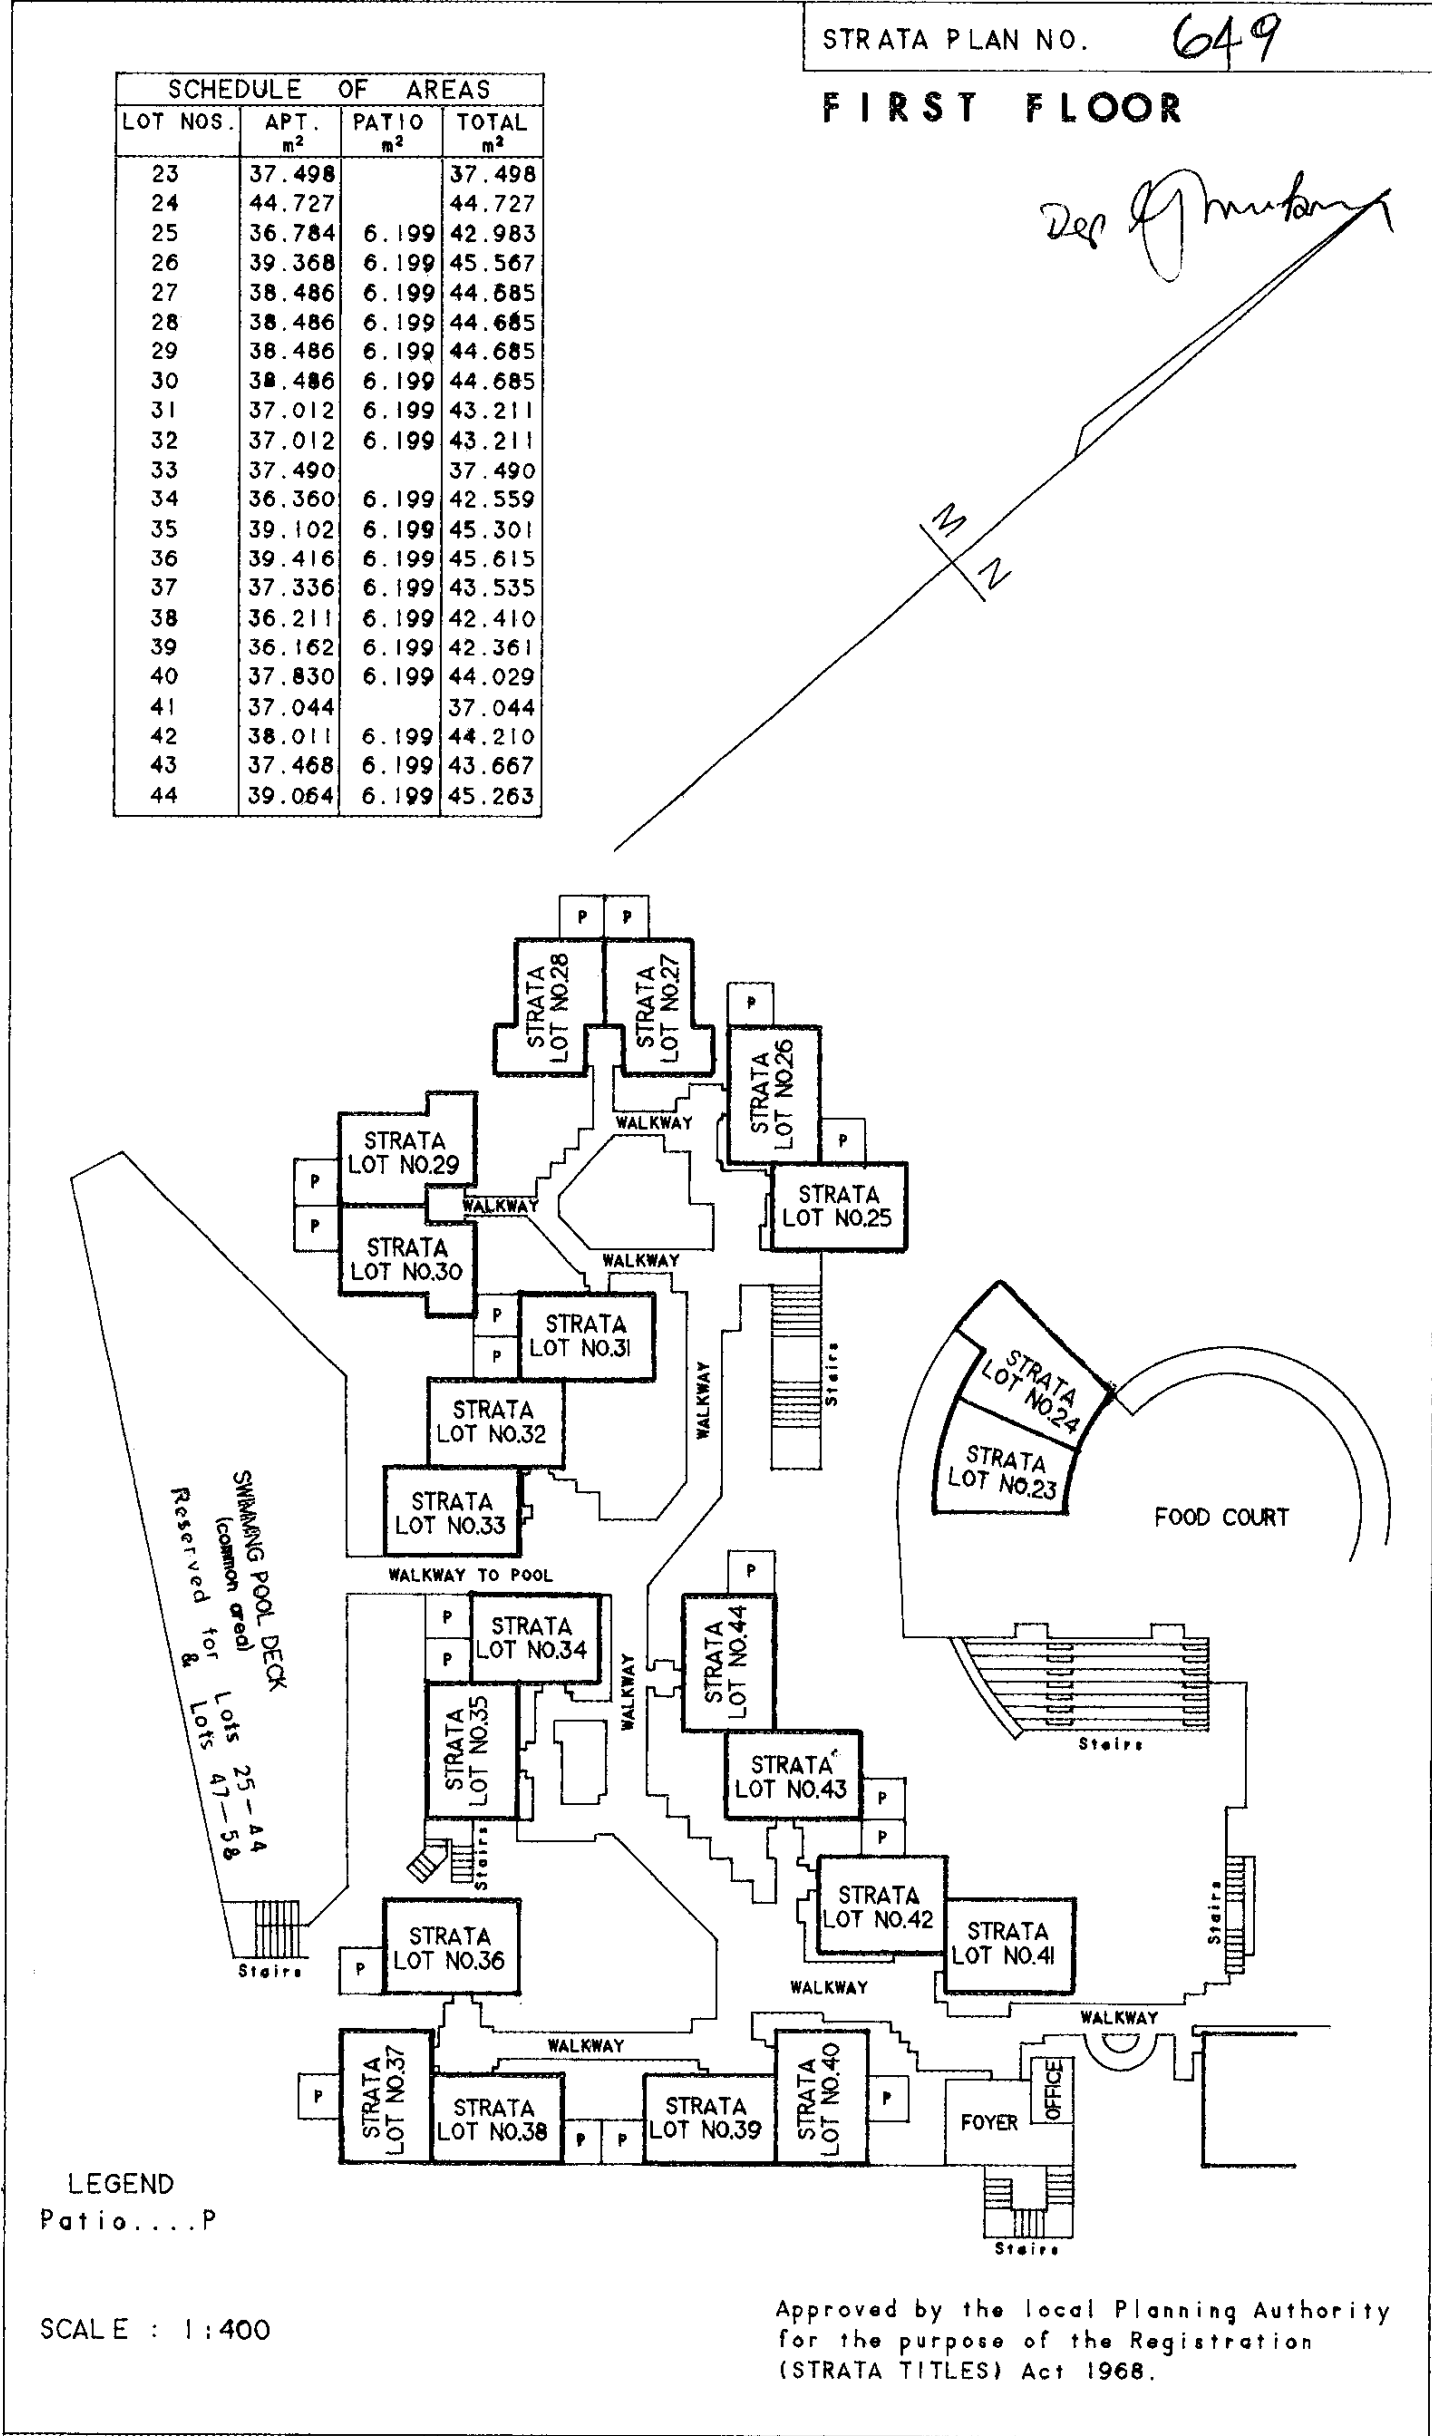 STRATA PLAN NO. 649
FIRST FLOOR
SCHEDULE OF AREAS
LOT NOS. APT. m² PATIO m² TOTAL m²
23 37.498 37.498
24 44.727 44.727
25 36.784 6.199 42.983
26 39.368 6.199 45.567
27 38.486 6.199 44.685
28 38.486 6.199 44.685
29 38.486 6.199 44.685
30 38.486 6.199 44.685
31 37.012 6.199 43.211
32 37.012 6.199 43.211
33 37.490 37.490
34 36.360 6.199 42.559
35 39.102 6.199 45.301
36 39.416 6.199 45.615
37 37.336 6.199 43.535
38 36.211 6.199 42.410
39 36.162 6.199 42.361
40 37.830 6.199 44.029
41 37.044 37.044
42 38.011 6.199 44.210
43 37.468 6.199 43.667
44 39.064 6.199 45.263
M
N
P
P
STRATA
LOT NO.28
STRATA
LOT NO.27
P
STRATA
LOT NO.26
WALKWAY
P
STRATA
LOT NO.29
P
P
WALKWAY
STRATA
LOT NO.25
STRATA
LOT NO.30
WALKWAY
P
P
STRATA
LOT NO.31
WALKWAY
Stairs
STRATA
LOT NO.24
STRATA
LOT NO.32
STRATA
LOT NO.23
STRATA
LOT NO.33
FOOD COURT
WALKWAY TO POOL
SWIMMING POOL DECK
(common area)
Reserved for Lots 25-44
& Lots 47-58
P
P
P
STRATA
LOT NO.34
STRATA
LOT NO.44
WALKWAY
STRATA
LOT NO.35
Stairs
STRATA
LOT NO.43
P
P
Stairs
STRATA
LOT NO.42
STRATA
LOT NO.41
Stairs
STRATA
LOT NO.36
P
Stairs
WALKWAY
WALKWAY
WALKWAY
P
STRATA
LOT NO.37
STRATA
LOT NO.38
P
P
STRATA
LOT NO.39
STRATA
LOT NO.40
P
FOYER
OFFICE
Stairs
LEGEND
Patio....P
SCALE : 1:400
Approved by the local Planning Authority
for the purpose of the Registration
(STRATA TITLES) Act 1968.